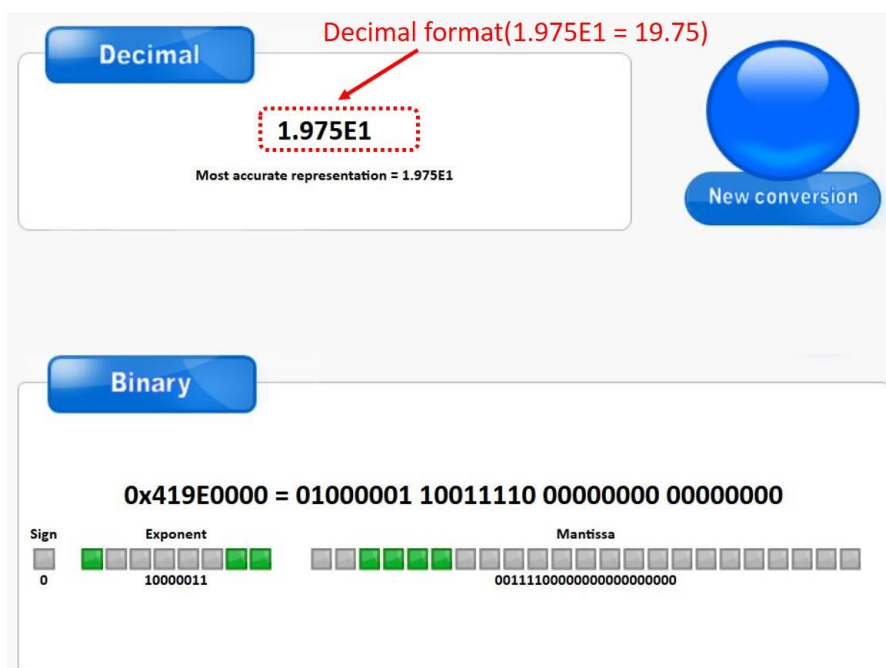 Decimal format(1.975E1 = 19.75)
Decimal
1.975E1
Most accurate representation = 1.975E1
New conversion
Binary
0x419E0000 = 01000001 10011110 00000000 00000000
Sign Exponent Mantissa
0 10000011 00111100000000000000000